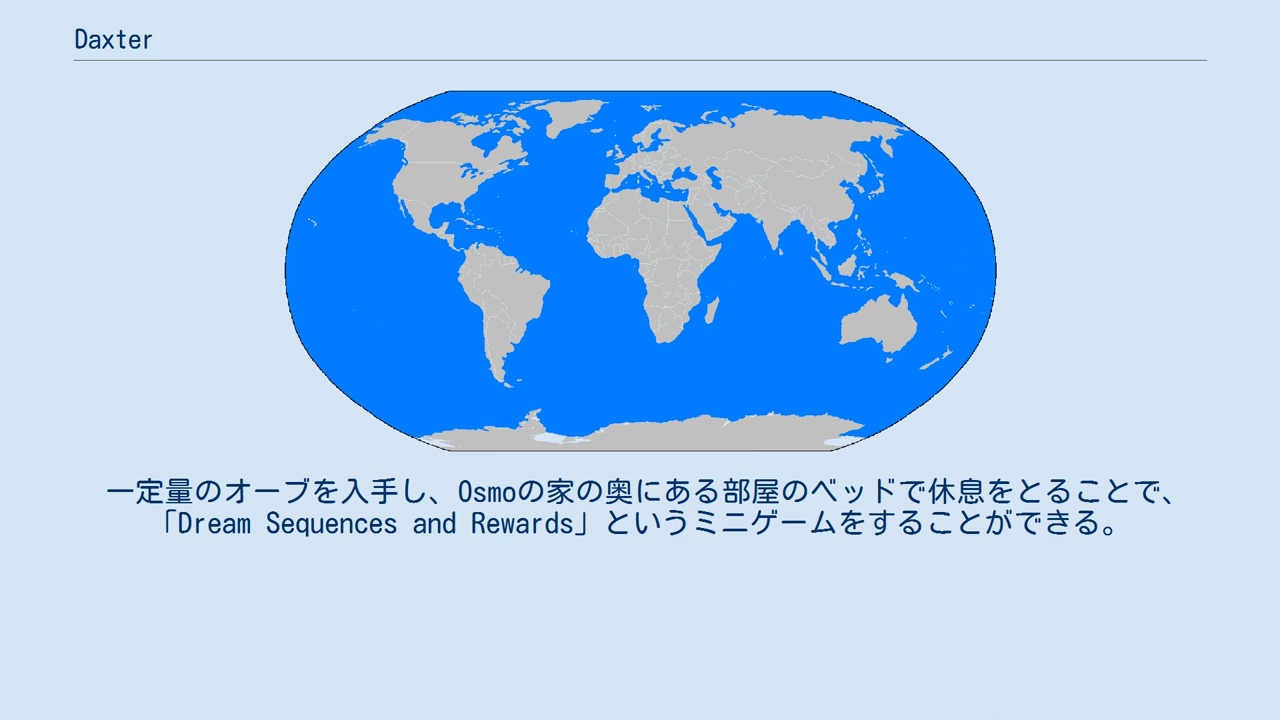 Daxter
一定量のオーブを入手し、Osmoの家の奥にある部屋のベッドで休息をとることで、
「Dream Sequences and Rewards」というミニゲームをすることができる。